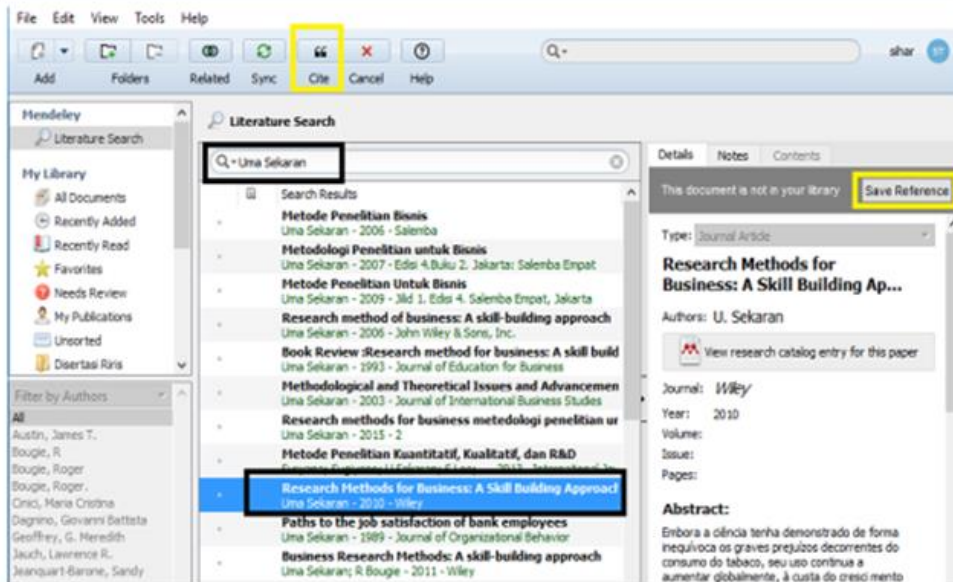 File Edit View Tools Help
shar
Add Folders Related Sync Cite Cancel Help
Mendeley
Literature Search
My Library
All Documents
Recently Added
Recently Read
Favorites
Needs Review
My Publications
Unsorted
Disertasi Riris
Filter by Authors
All
Austin, James T.
Bougie, R
Bougie, Roger
Bougie, Roger.
Cinici, Maria Cristina
Dagnino, Giovanni Battista
Geoffrey, G. Meredith
Jauch, Lawrence R.
Jeanquart-Barone, Sandy
Literature Search
Uma Sekaran
Search Results
Metode Penelitian Bisnis
Uma Sekaran - 2006 - Salemba
Metodologi Penelitian untuk Bisnis
Uma Sekaran - 2007 - Edisi 4.Buku 2. Jakarta: Salemba Empat
Metode Penelitian Untuk Bisnis
Uma Sekaran - 2009 - Jild 1. Edisi 4. Salemba Empat, Jakarta
Research method of business: A skill-building approach
Uma Sekaran - 2006 - John Wiley & Sons, Inc.
Book Review :Research method for business: A skill build
Uma Sekaran - 1993 - Journal of Education for Business
Methodological and Theoretical Issues and Advancemen
Uma Sekaran - 2003 - Journal of International Business Studies
Research methods for business metedologi penelitian ur
Uma Sekaran - 2015 - 2
Metode Penelitian Kuantitatif, Kualitatif, dan R&D
Research Methods for Business: A Skill Building Approach
Uma Sekaran - 2010 - Wiley
Paths to the job satisfaction of bank employees
Uma Sekaran - 1989 - Journal of Organizational Behavior
Business Research Methods: A skill-building approach
Uma Sekaran; R Bougie - 2011 - Wiley
Details Notes Contents
This document is not in your library Save Reference
Type: Journal Article
Research Methods for
Business: A Skill Building Ap...
Authors: U. Sekaran
View research catalog entry for this paper
Journal: Wiley
Year: 2010
Volume:
Issue:
Pages:
Abstract:
Embora a ciência tenha demonstrado de forma
inequívoca os graves prejuízos decorrentes do
consumo do tabaco, seu uso continua a
aumentar globalmente, à custa do cresci mento